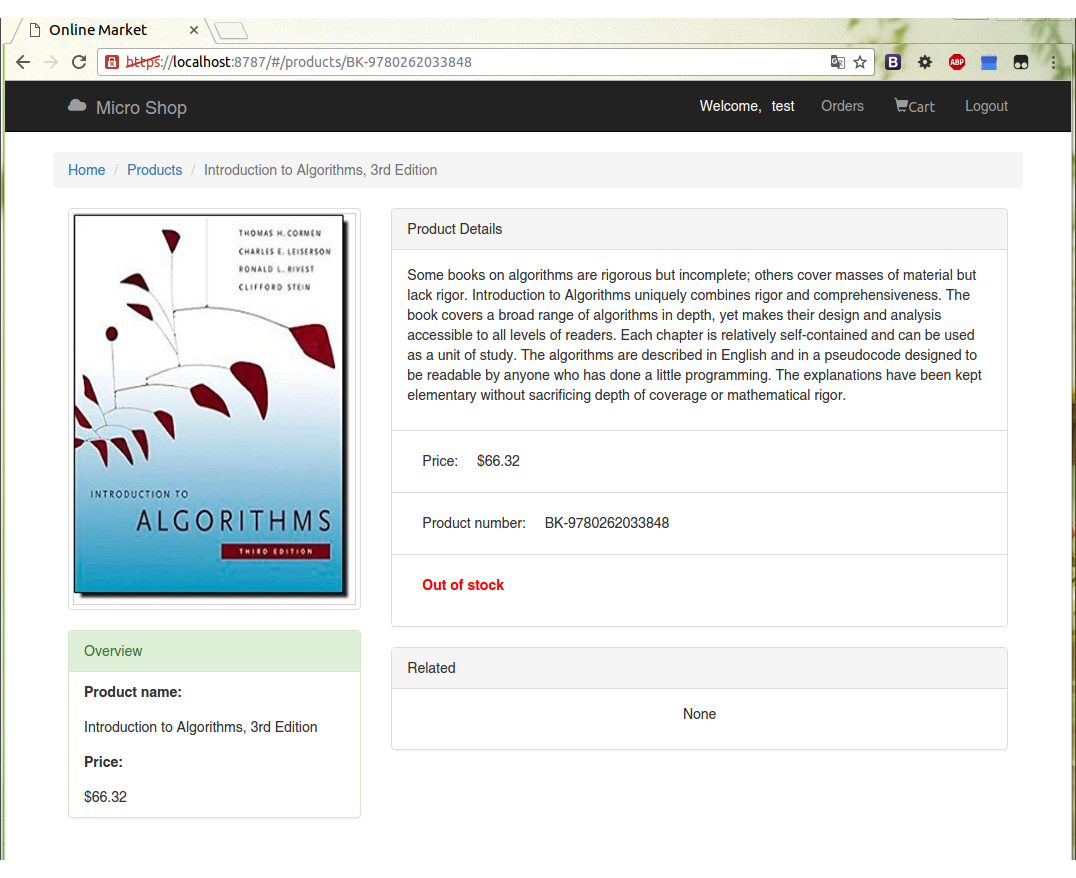 Online Market
https://localhost:8787/#/products/BK-9780262033848
B
ABP
Micro Shop
Welcome, test Orders Cart Logout
Home / Products / Introduction to Algorithms, 3rd Edition
THOMAS H. CORMEN
CHARLES E. LEISERSON
RONALD L. RIVEST
CLIFFORD STEIN
INTRODUCTION TO
ALGORITHMS
THIRD EDITION
Overview
Product name:
Introduction to Algorithms, 3rd Edition
Price:
$66.32
Product Details
Some books on algorithms are rigorous but incomplete; others cover masses of material but
lack rigor. Introduction to Algorithms uniquely combines rigor and comprehensiveness. The
book covers a broad range of algorithms in depth, yet makes their design and analysis
accessible to all levels of readers. Each chapter is relatively self-contained and can be used
as a unit of study. The algorithms are described in English and in a pseudocode designed to
be readable by anyone who has done a little programming. The explanations have been kept
elementary without sacrificing depth of coverage or mathematical rigor.
Price: $66.32
Product number: BK-9780262033848
Out of stock
Related
None